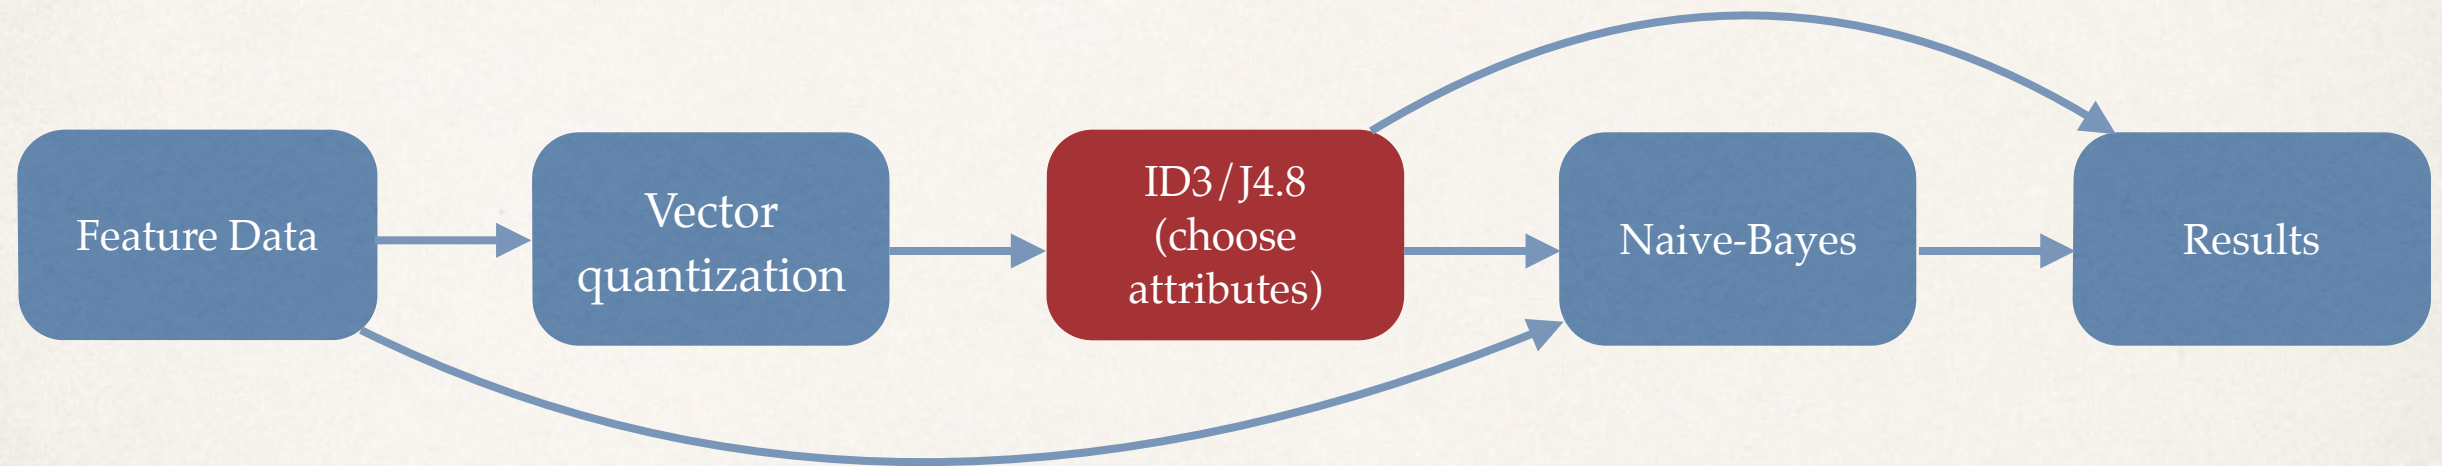 Feature Data
Vector
quantization
ID3/J4.8
(choose
attributes)
Naive-Bayes
Results